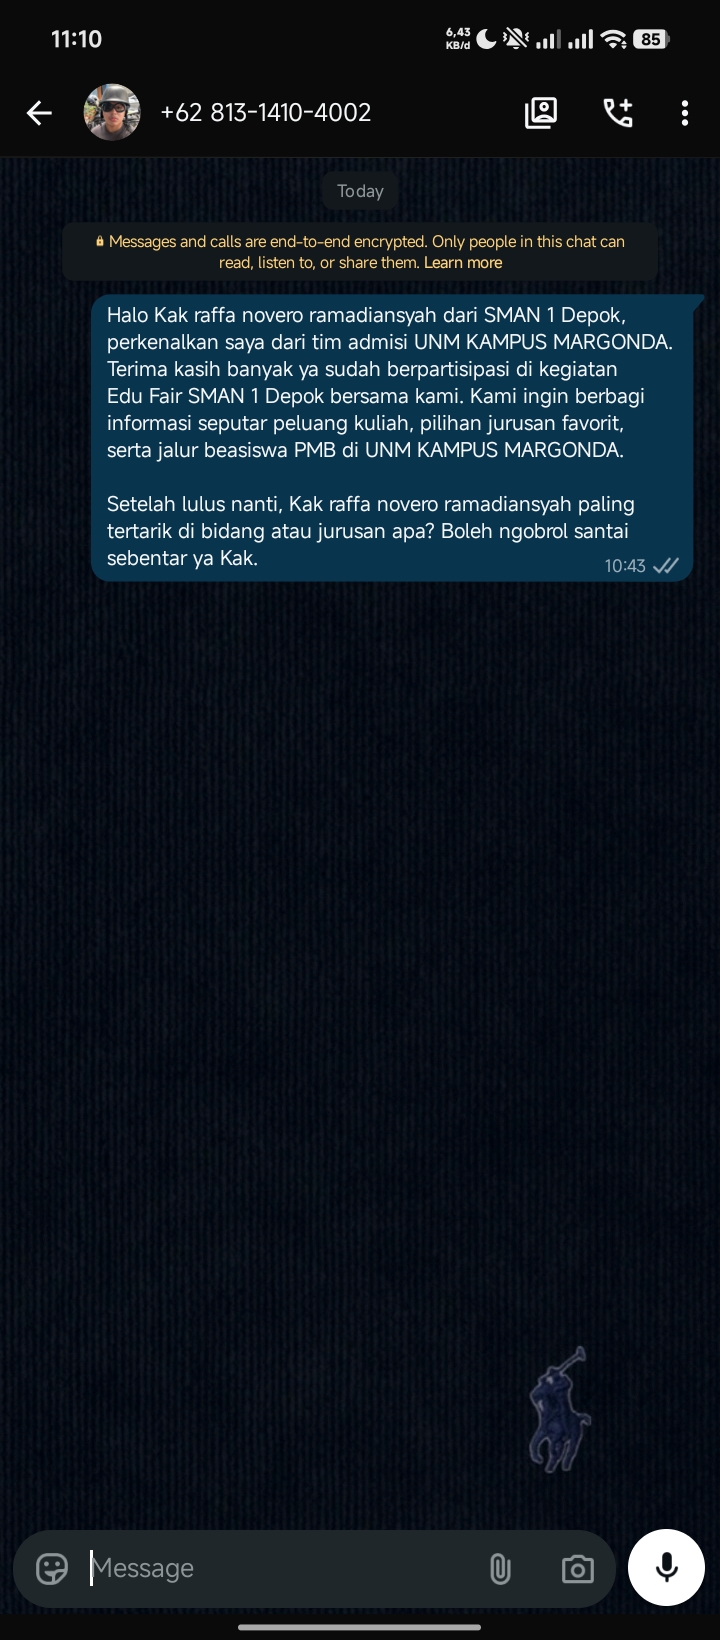 11:10
6,43
KB/d
85
+62 813-1410-4002
Today
Messages and calls are end-to-end encrypted. Only people in this chat can
read, listen to, or share them. Learn more
Halo Kak raffa novero ramadiansyah dari SMAN 1 Depok,
perkenalkan saya dari tim admisi UNM KAMPUS MARGONDA.
Terima kasih banyak ya sudah berpartisipasi di kegiatan
Edu Fair SMAN 1 Depok bersama kami. Kami ingin berbagi
informasi seputar peluang kuliah, pilihan jurusan favorit,
serta jalur beasiswa PMB di UNM KAMPUS MARGONDA.
Setelah lulus nanti, Kak raffa novero ramadiansyah paling
tertarik di bidang atau jurusan apa? Boleh ngobrol santai
sebentar ya Kak.
10:43
Message